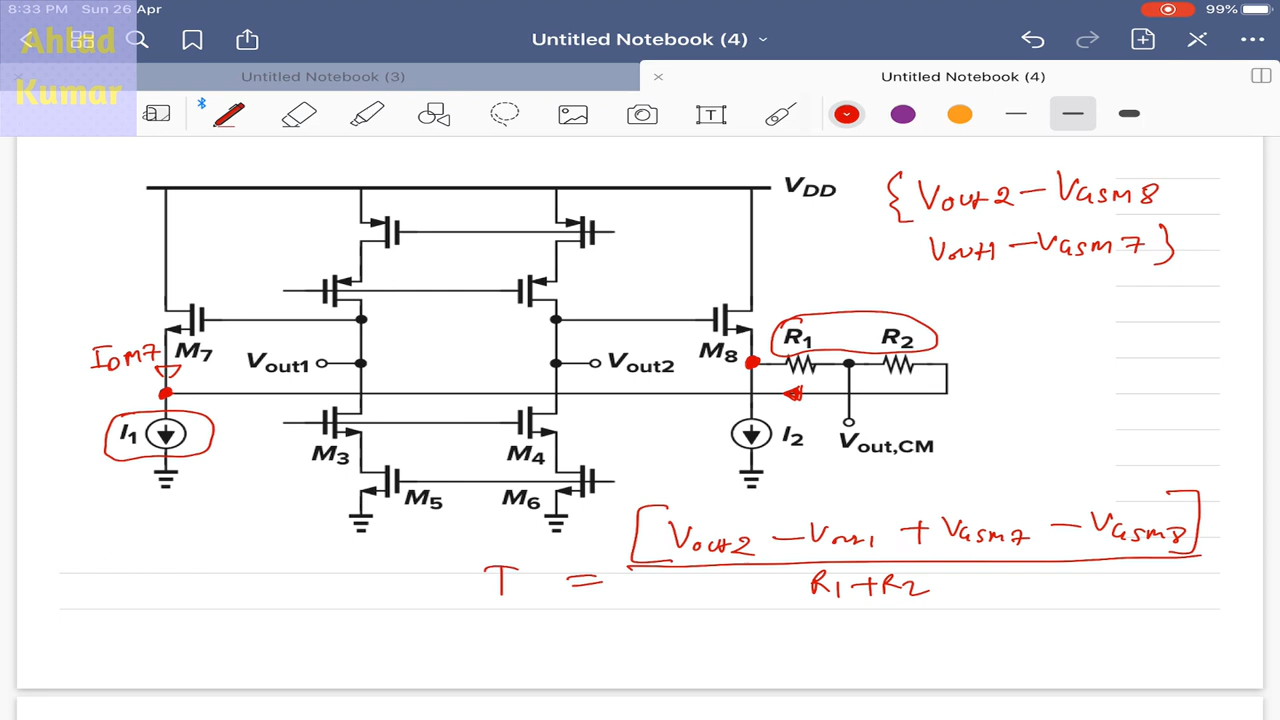 8:33 PM Sun 26 Apr
99%
Ahlad
Kumar
Untitled Notebook (4)
Untitled Notebook (3)
Untitled Notebook (4)
T
VDD
{ Vout2 - VGSM8
Vout1 - VGSM7 }
IDM7
M7
Vout1
Vout2
M8
R1
R2
I1
M3
M4
I2
Vout,CM
M5
M6
[Vout2 - Vout1 + VGSM7 - VGSM8]
I =
R1+R2